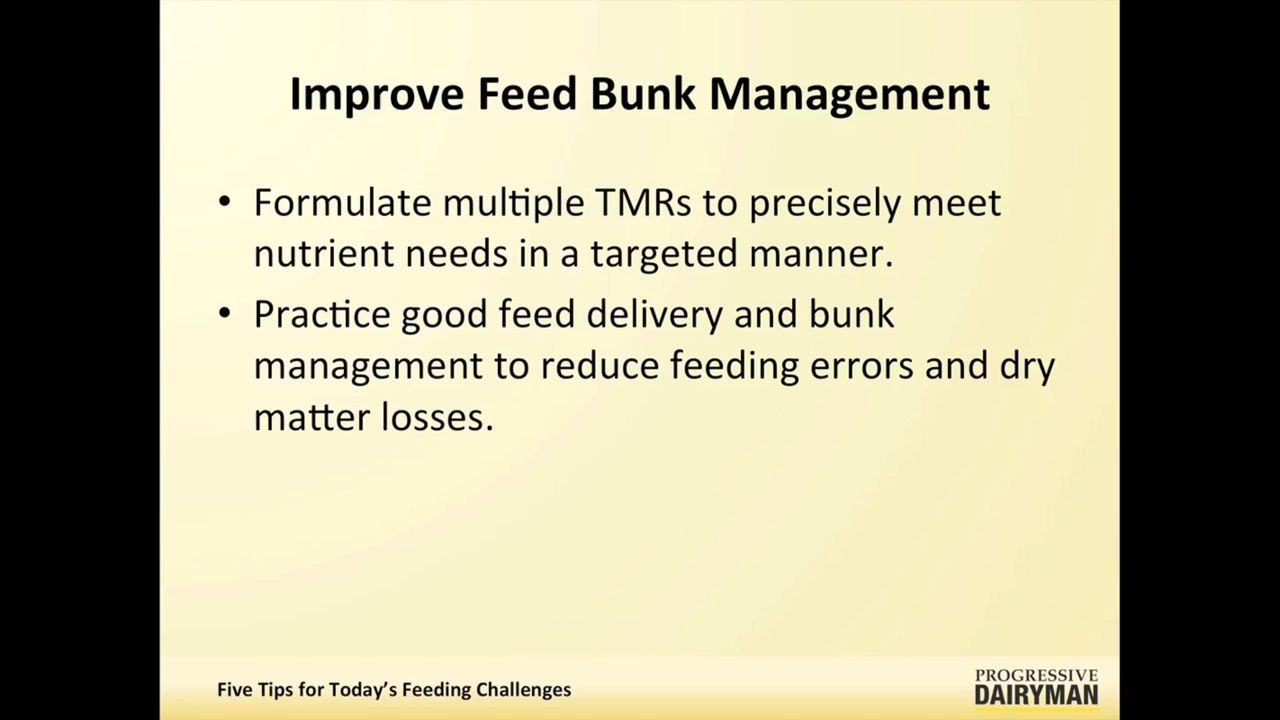 Improve Feed Bunk Management
• Formulate multiple TMRs to precisely meet
nutrient needs in a targeted manner.
• Practice good feed delivery and bunk
management to reduce feeding errors and dry
matter losses.
Five Tips for Today’s Feeding Challenges
PROGRESSIVE
DAIRYMAN